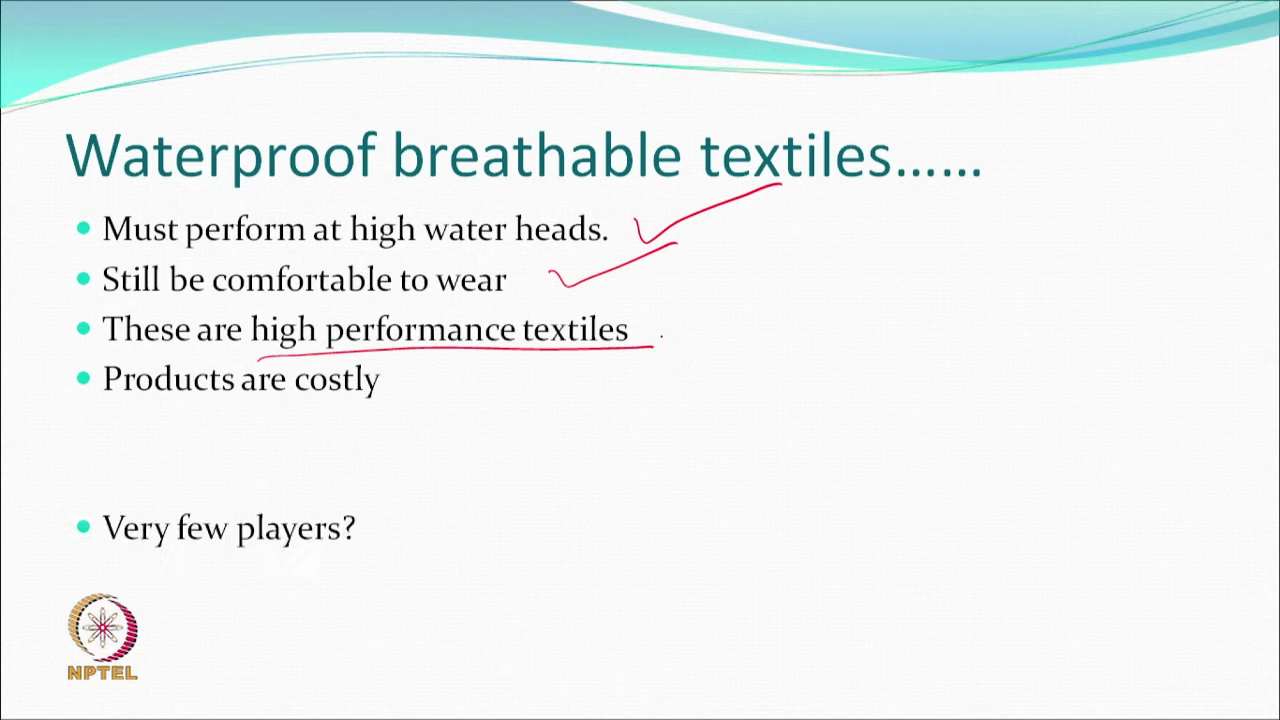 Waterproof breathable textiles……
Must perform at high water heads.
Still be comfortable to wear
These are high performance textiles
Products are costly
Very few players?
NPTEL